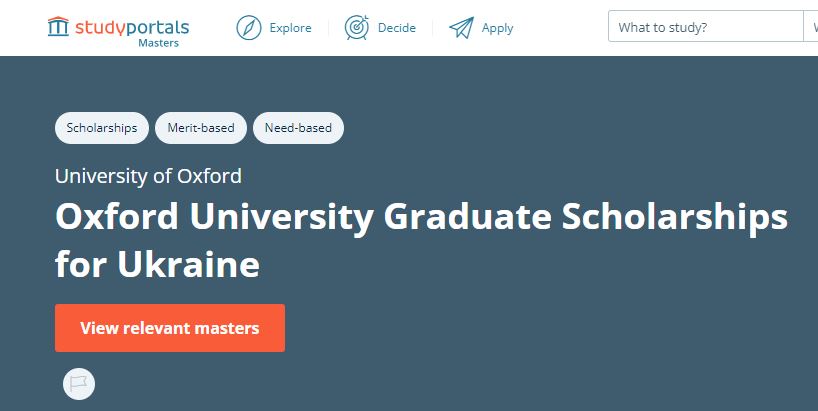 studyportals
Masters
Explore
Decide
Apply
What to study?
Scholarships
Merit-based
Need-based
University of Oxford
Oxford University Graduate Scholarships
for Ukraine
View relevant masters